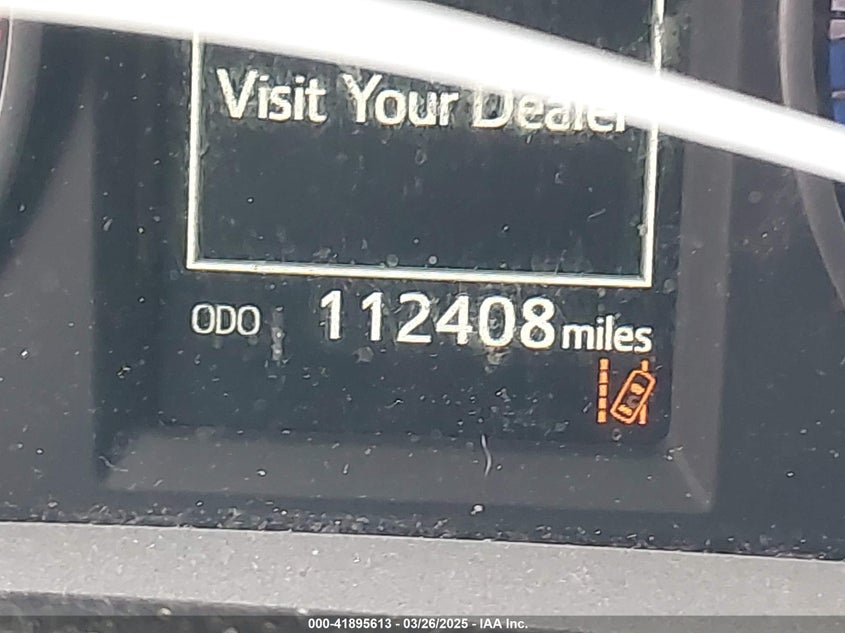 Visit Your Dealer
ODO 112408 miles
000-41895613 - 03/26/2025 - IAA Inc.